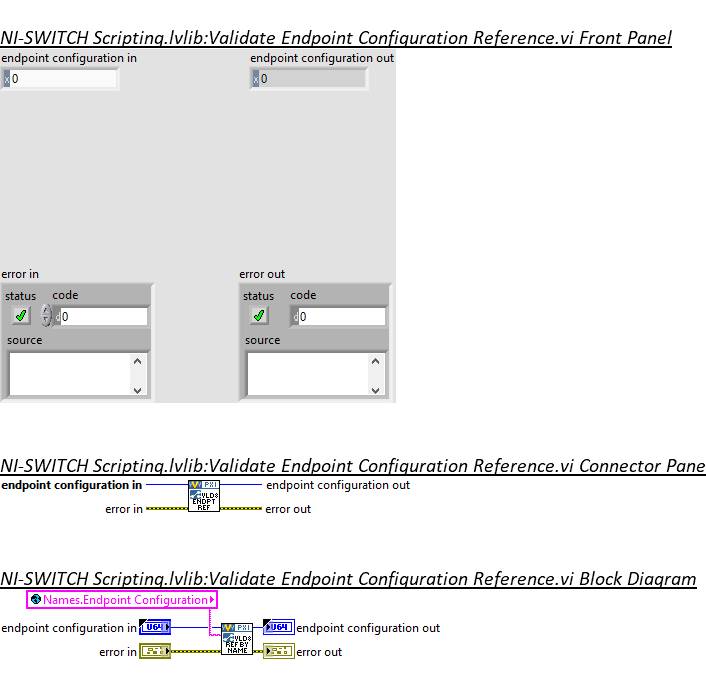 NI-SWITCH Scripting.lvlib:Validate Endpoint Configuration Reference.vi Front Panel
endpoint configuration in endpoint configuration out
x 0 x 0
error in error out
status code status code
d 0 d 0
source source
NI-SWITCH Scripting.lvlib:Validate Endpoint Configuration Reference.vi Connector Pane
endpoint configuration in PXI endpoint configuration out
VLD8
ENDPT
error in REF error out
NI-SWITCH Scripting.lvlib:Validate Endpoint Configuration Reference.vi Block Diagram
Names.Endpoint Configuration
endpoint configuration in U64 PXI U64 endpoint configuration out
VLD8
REF BY
error in NAME error out